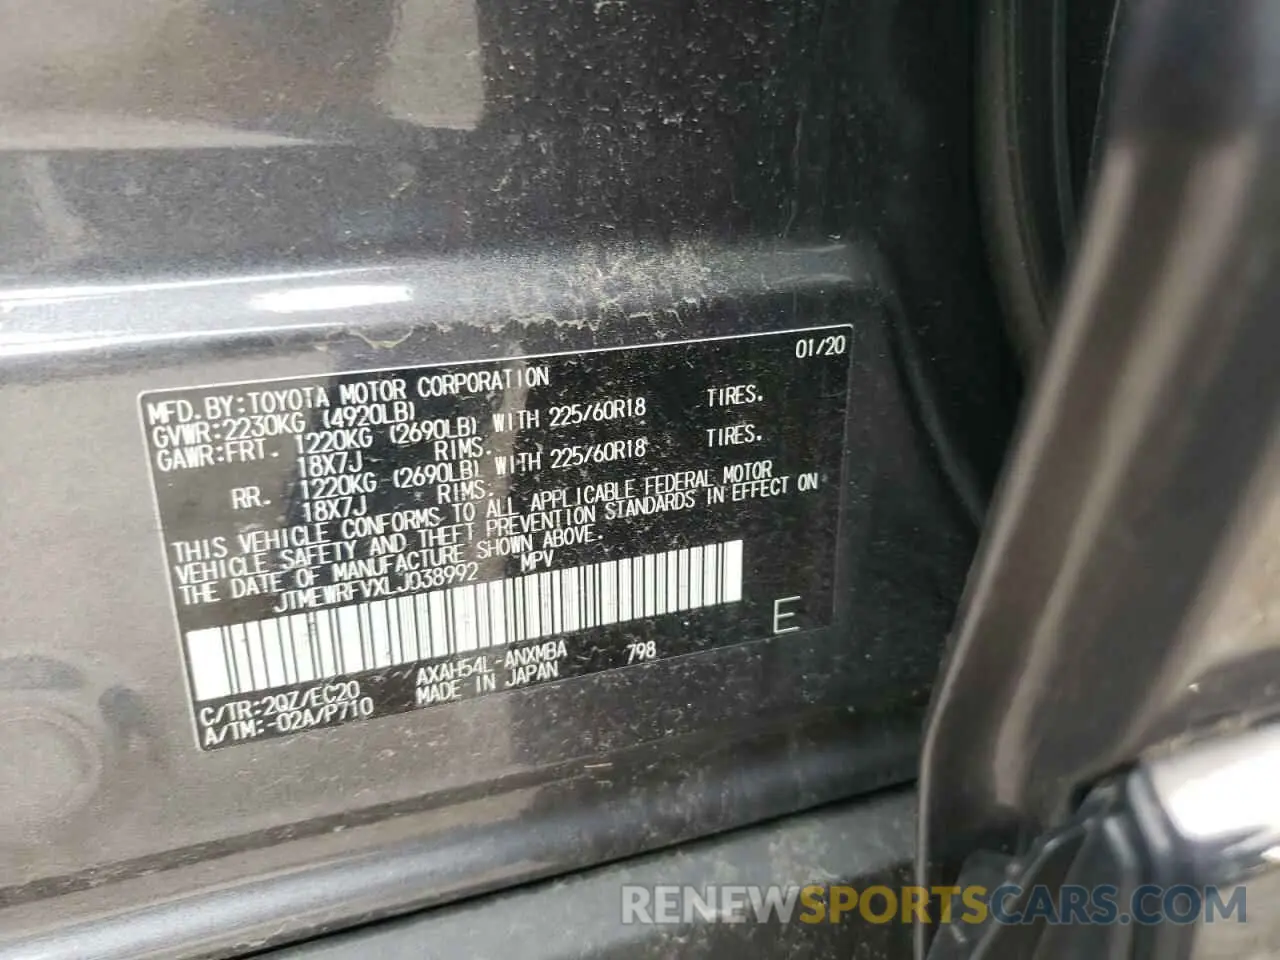 MFD. BY: TOYOTA MOTOR CORPORATION 01/20
GVWR: 2230KG (4920LB)
GAWR: FRT. 1220KG (2690LB) WITH 225/60R18 TIRES.
18X7J RIMS.
RR. 1220KG (2690LB) WITH 225/60R18 TIRES.
18X7J RIMS.
THIS VEHICLE CONFORMS TO ALL APPLICABLE FEDERAL MOTOR
VEHICLE SAFETY AND THEFT PREVENTION STANDARDS IN EFFECT ON
THE DATE OF MANUFACTURE SHOWN ABOVE.
JTMEWRFVXLJ038992 MPV
E
C/TR: 2QZ/EC20 AXAH54L-ANXMBA 798
A/TM: -02A/P710 MADE IN JAPAN
RENEWSPORTSCARS.COM